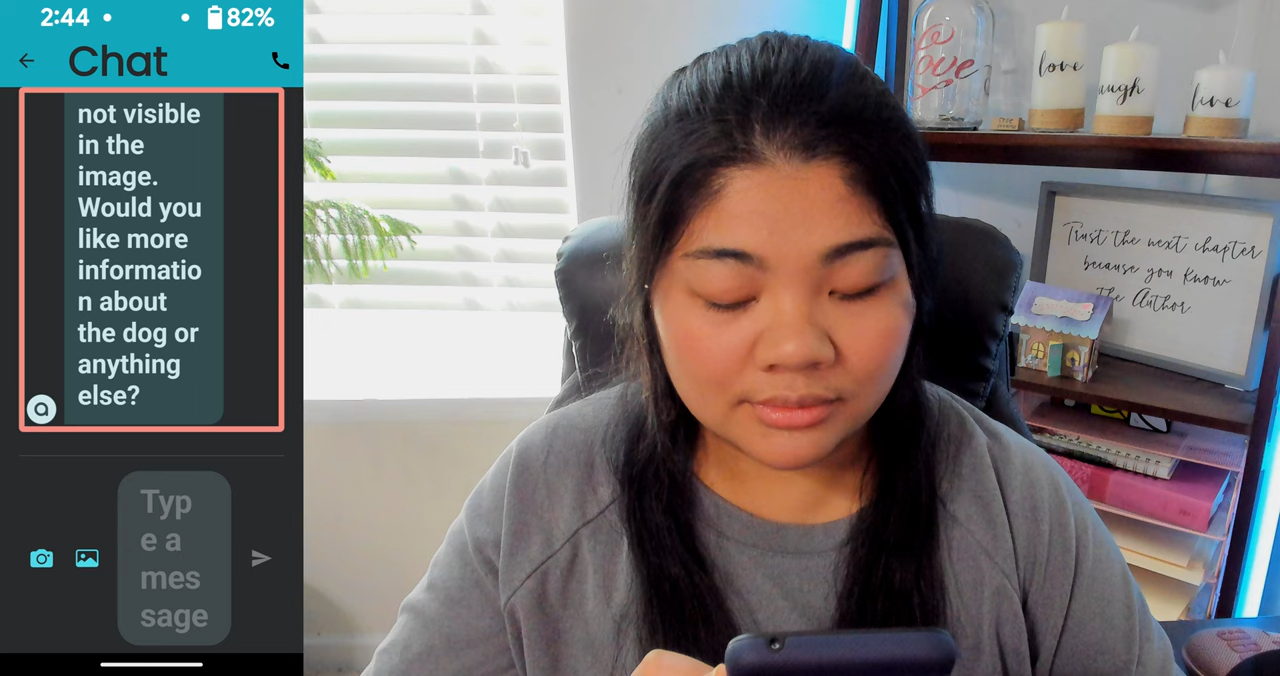 2:44
82%
Chat
not visible
in the
image.
Would you
like more
informatio
n about
the dog or
anything
else?
a
Typ
e a
mes
sage
love
love
laugh
live
Trust the next chapter
because you know
the Author